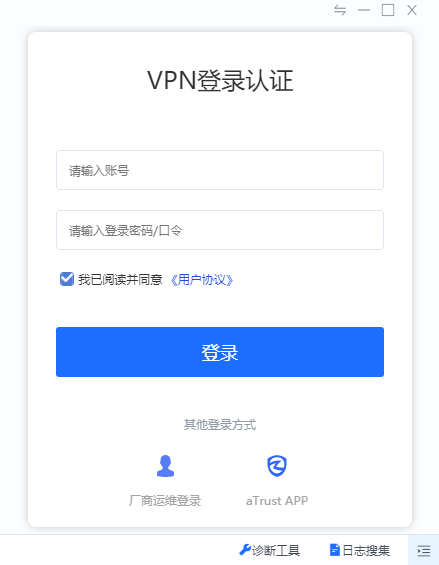 VPN登录认证
请输入账号
请输入登录密码/口令
我已阅读并同意《用户协议》
登录
其他登录方式
厂商运维登录 aTrust APP
诊断工具 日志搜集